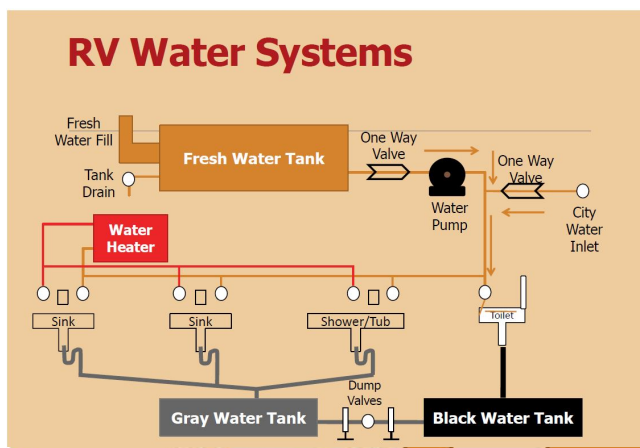 RV Water Systems
Fresh
Water Fill
Fresh Water Tank
One Way
Valve
One Way
Valve
Tank
Drain
Water
Pump
City
Water
Inlet
Water
Heater
Sink
Sink
Shower/Tub
Toilet
Dump
Valves
Gray Water Tank
Black Water Tank